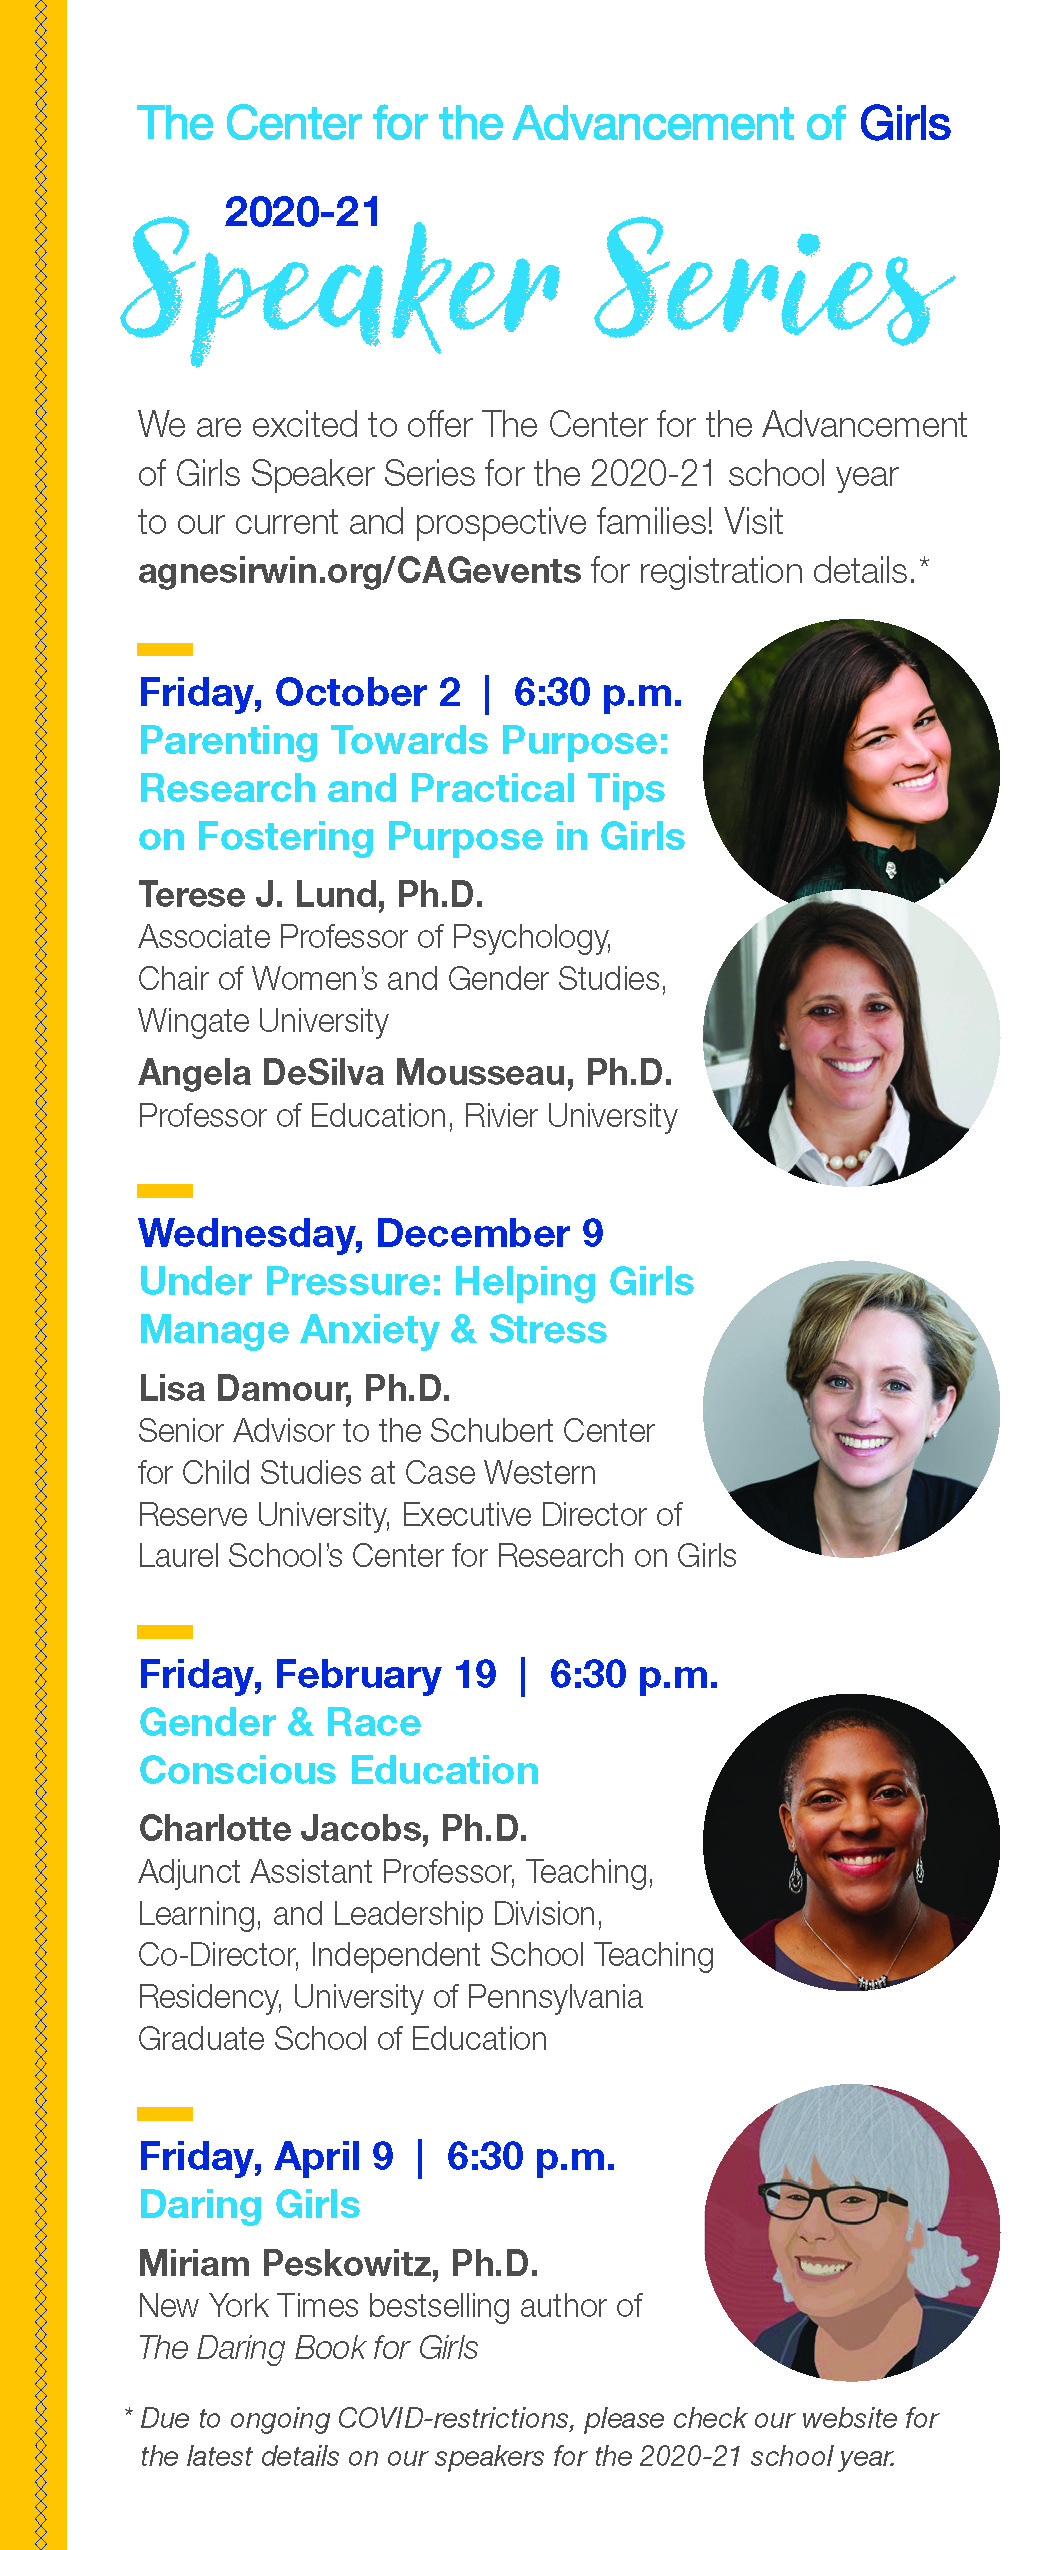 The Center for the Advancement of Girls
2020-21
Speaker Series
We are excited to offer The Center for the Advancement
of Girls Speaker Series for the 2020-21 school year
to our current and prospective families! Visit
agnesirwin.org/CAGevents for registration details.*
Friday, October 2 | 6:30 p.m.
Parenting Towards Purpose:
Research and Practical Tips
on Fostering Purpose in Girls
Terese J. Lund, Ph.D.
Associate Professor of Psychology,
Chair of Women's and Gender Studies,
Wingate University
Angela DeSilva Mousseau, Ph.D.
Professor of Education, Rivier University
Wednesday, December 9
Under Pressure: Helping Girls
Manage Anxiety & Stress
Lisa Damour, Ph.D.
Senior Advisor to the Schubert Center
for Child Studies at Case Western
Reserve University, Executive Director of
Laurel School's Center for Research on Girls
Friday, February 19 | 6:30 p.m.
Gender & Race
Conscious Education
Charlotte Jacobs, Ph.D.
Adjunct Assistant Professor, Teaching,
Learning, and Leadership Division,
Co-Director, Independent School Teaching
Residency, University of Pennsylvania
Graduate School of Education
Friday, April 9 | 6:30 p.m.
Daring Girls
Miriam Peskowitz, Ph.D.
New York Times bestselling author of
The Daring Book for Girls
* Due to ongoing COVID-restrictions, please check our website for
the latest details on our speakers for the 2020-21 school year.